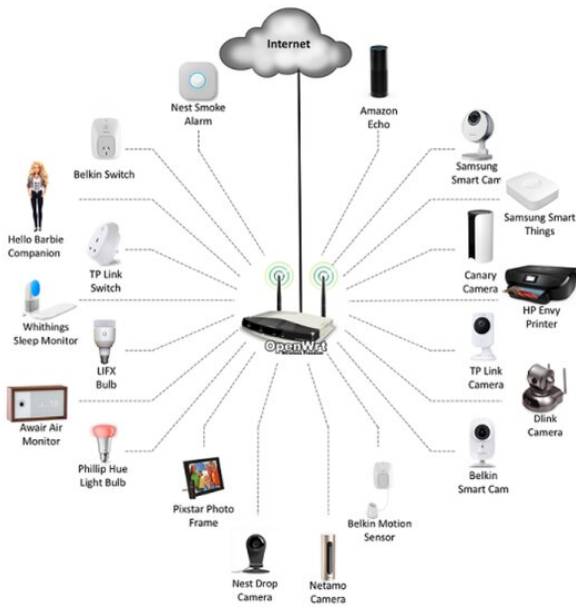 Internet
Nest Smoke
Alarm
Amazon
Echo
Belkin Switch
Samsung
Smart Cam
Hello Barbie
Companion
Samsung Smart
Things
TP Link
Switch
Canary
Camera
Whithings
Sleep Monitor
HP Envy
Printer
OpenWrt
LIFX
Bulb
TP Link
Camera
Awair Air
Monitor
Dlink
Camera
Phillip Hue
Light Bulb
Belkin
Smart Cam
Pixstar Photo
Frame
Belkin Motion
Sensor
Nest Drop
Camera
Netamo
Camera